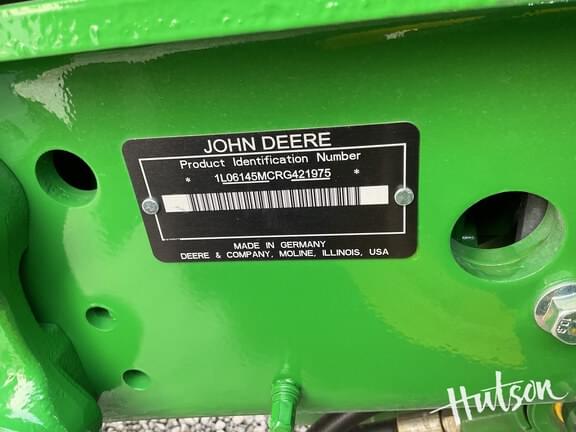 JOHN DEERE
Product Identification Number
* 1L06145MCRG421975 *
MADE IN GERMANY
DEERE & COMPANY, MOLINE, ILLINOIS, USA
Hutson